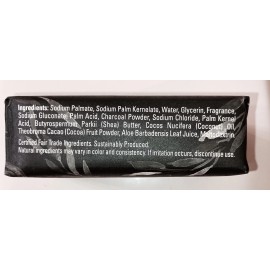 Ingredients: Sodium Palmate, Sodium Palm Kernelate, Water, Glycerin, Fragrance,
Sodium Gluconate, Palm Acid, Charcoal Powder, Sodium Chloride, Palm Kernel
Acid, Butyrospermum Parkii (Shea) Butter, Cocos Nucifera (Coconut) Oil,
Theobroma Cacao (Cocoa) Fruit Powder, Aloe Barbadensis Leaf Juice, Maltodextrin
Certified Fair Trade Ingredients. Sustainably Produced.
Natural ingredients may vary in color and consistency. If irritation occurs, discontinue use.